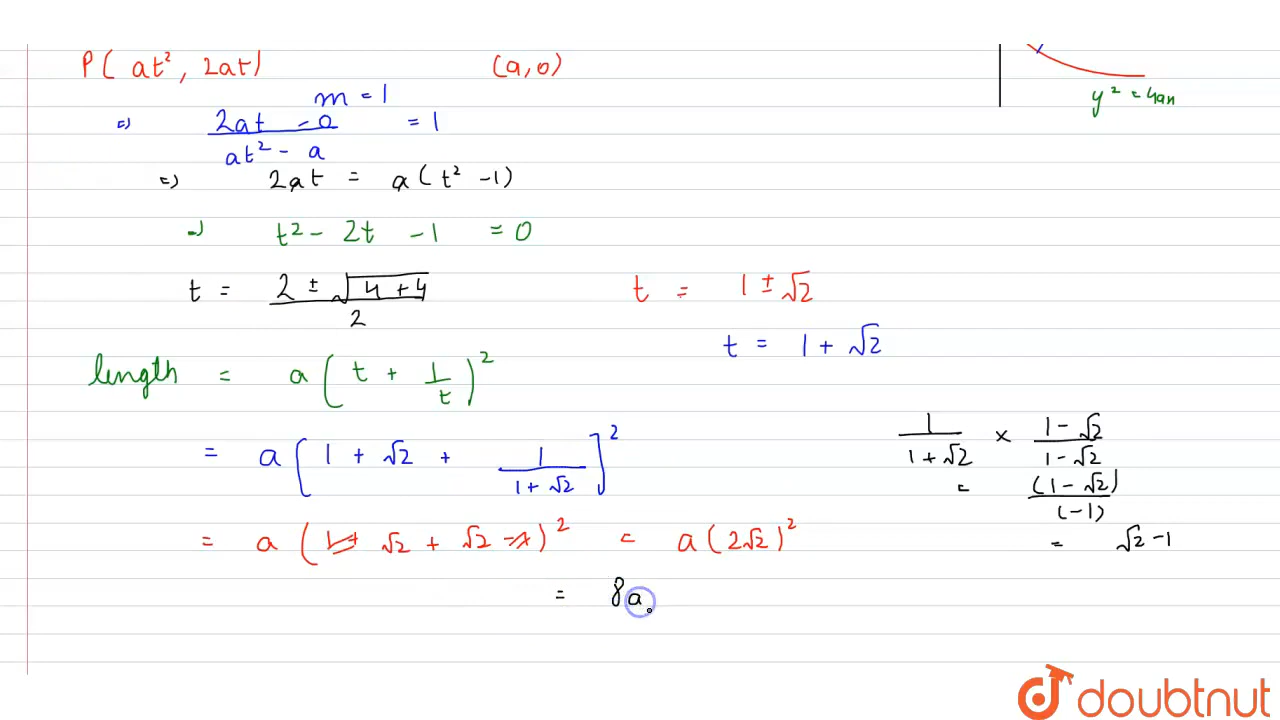 P( at², 2at) (a,0)
y² = 4ax
m = 1
⇒ (2at - 0)/(at² - a) = 1
⇒ 2at = a(t² - 1)
⇒ t² - 2t - 1 = 0
t = (2 ± √(4+4))/2 t = 1 ± √2
t = 1 + √2
length = a(t + 1/t)²
= a[1 + √2 + 1/(1+√2)]²
1/(1+√2) × (1-√2)/(1-√2)
= (1-√2)/(-1)
= √2 - 1
= a(1 + √2 + √2 - 1)² = a(2√2)²
= 8a.
doubtnut